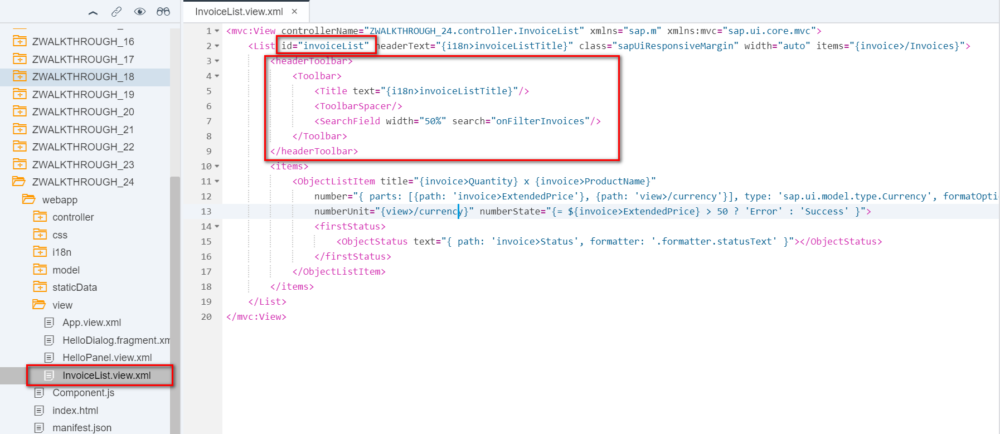 InvoiceList.view.xml ×
ZWALKTHROUGH_16
ZWALKTHROUGH_17
ZWALKTHROUGH_18
ZWALKTHROUGH_19
ZWALKTHROUGH_20
ZWALKTHROUGH_21
ZWALKTHROUGH_22
ZWALKTHROUGH_23
ZWALKTHROUGH_24
webapp
controller
css
i18n
model
staticData
view
App.view.xml
HelloDialog.fragment.xm
HelloPanel.view.xml
InvoiceList.view.xml
Component.js
index.html
manifest.json
1 <mvc:View controllerName="ZWALKTHROUGH_24.controller.InvoiceList" xmlns="sap.m" xmlns:mvc="sap.ui.core.mvc">
2 <List id="invoiceList" headerText="{i18n>invoiceListTitle}" class="sapUiResponsiveMargin" width="auto" items="{invoice>/Invoices}">
3 <headerToolbar>
4 <Toolbar>
5 <Title text="{i18n>invoiceListTitle}"/>
6 <ToolbarSpacer/>
7 <SearchField width="50%" search="onFilterInvoices"/>
8 </Toolbar>
9 </headerToolbar>
10 <items>
11 <ObjectListItem title="{invoice>Quantity} x {invoice>ProductName}"
12 number="{ parts: [{path: 'invoice>ExtendedPrice'}, {path: 'view>/currency'}], type: 'sap.ui.model.type.Currency', formatOpti
13 numberUnit="{view>/currency}" numberState="{= ${invoice>ExtendedPrice} > 50 ? 'Error' : 'Success' }">
14 <firstStatus>
15 <ObjectStatus text="{ path: 'invoice>Status', formatter: '.formatter.statusText' }"></ObjectStatus>
16 </firstStatus>
17 </ObjectListItem>
18 </items>
19 </List>
20 </mvc:View>